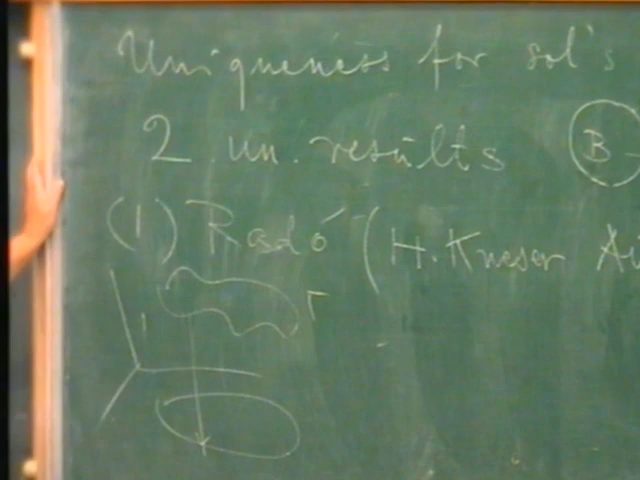 Uniqueness for sol's
2 un. results B
(1) Radó (H. Kneser
Γ